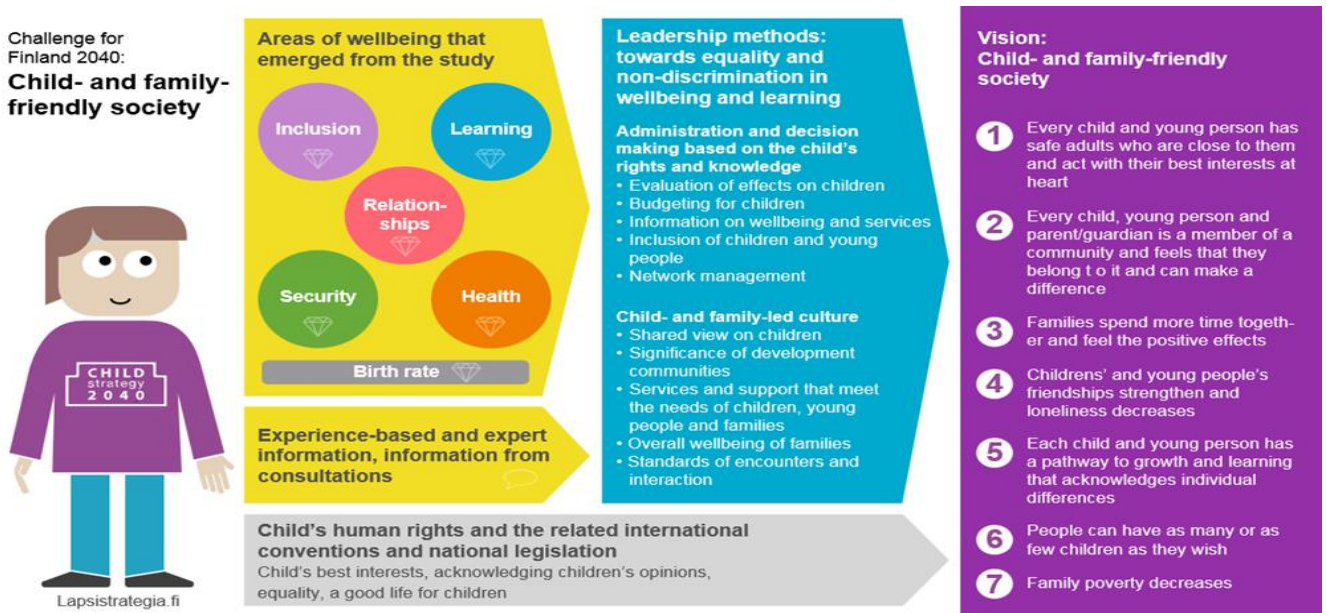 Challenge for
Finland 2040:
Child- and family-
friendly society
CHILD
strategy
2040
Lapsistrategia.fi
Areas of wellbeing that
emerged from the study
Inclusion
Learning
Relation-
ships
Security
Health
Birth rate
Experience-based and expert
information, information from
consultations
Child's human rights and the related international
conventions and national legislation
Child's best interests, acknowledging children's opinions,
equality, a good life for children
Leadership methods:
towards equality and
non-discrimination in
wellbeing and learning
Administration and decision
making based on the child's
rights and knowledge
• Evaluation of effects on children
• Budgeting for children
• Information on wellbeing and services
• Inclusion of children and young
people
• Network management
Child- and family-led culture
• Shared view on children
• Significance of development
communities
• Services and support that meet
the needs of children, young
people and families
• Overall wellbeing of families
• Standards of encounters and
interaction
Vision:
Child- and family-friendly
society
1 Every child and young person has
safe adults who are close to them
and act with their best interests at
heart
2 Every child, young person and
parent/guardian is a member of a
community and feels that they
belong t o it and can make a
difference
3 Families spend more time togeth-
er and feel the positive effects
4 Childrens' and young people's
friendships strengthen and
loneliness decreases
5 Each child and young person has
a pathway to growth and learning
that acknowledges individual
differences
6 People can have as many or as
few children as they wish
7 Family poverty decreases